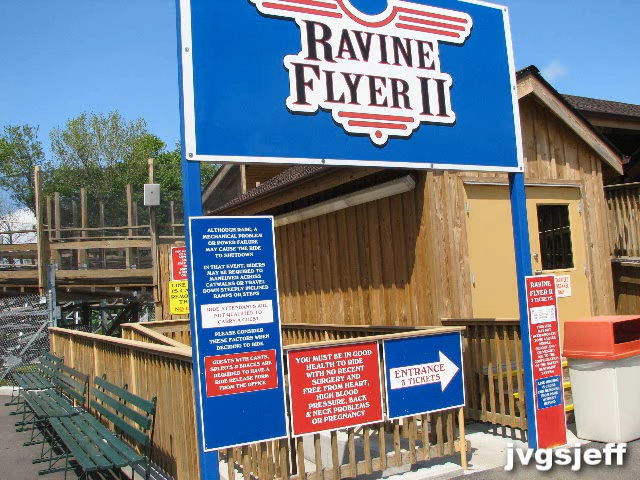 RAVINE
FLYER II
ALTHOUGH RARE, A
MECHANICAL PROBLEM
OR POWER FAILURE
MAY CAUSE THE RIDE
TO SHUTDOWN
IN THAT EVENT, RIDERS
MAY BE REQUIRED TO
MANEUVER ACROSS
CATWALKS OR TRAVEL
DOWN STEEPLY INCLINED
RAMPS OR STEPS
RIDE ATTENDANTS ARE
NOT QUALIFIED TO
CARRY A GUEST
PLEASE CONSIDER
THESE FACTORS WHEN
DECIDING TO RIDE
GUESTS WITH CASTS,
SPLINTS & BRACES ARE
REQUIRED TO HAVE A
RIDE RELEASE FORM
FROM THE OFFICE
YOU MUST BE IN GOOD
HEALTH TO RIDE
WITH NO RECENT
SURGERY AND
FREE FROM HEART,
HIGH BLOOD
PRESSURE, BACK
& NECK PROBLEMS
OR PREGNANCY
ENTRANCE
3 TICKETS
RAVINE
FLYER II
3 TICKETS
jvgsjeff